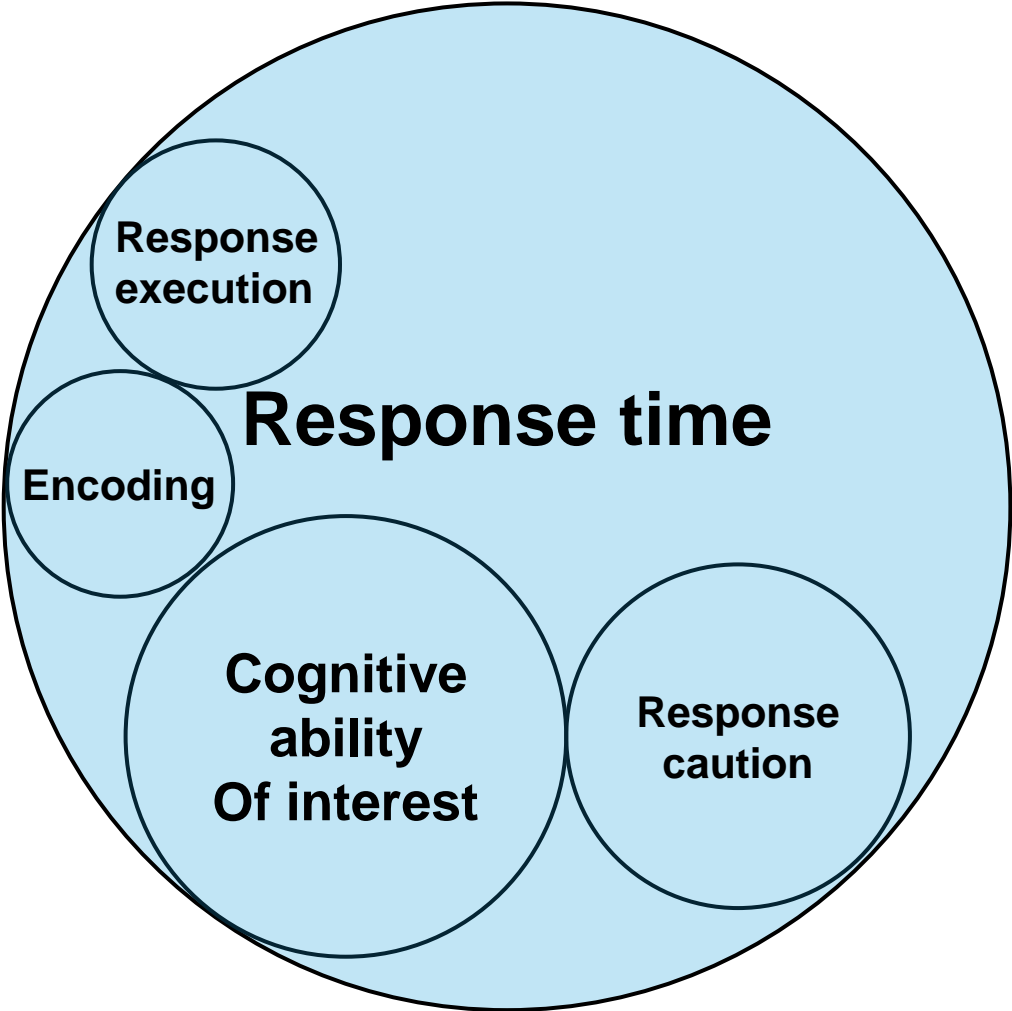 Response
execution
Response time
Encoding
Cognitive
ability
Of interest
Response
caution